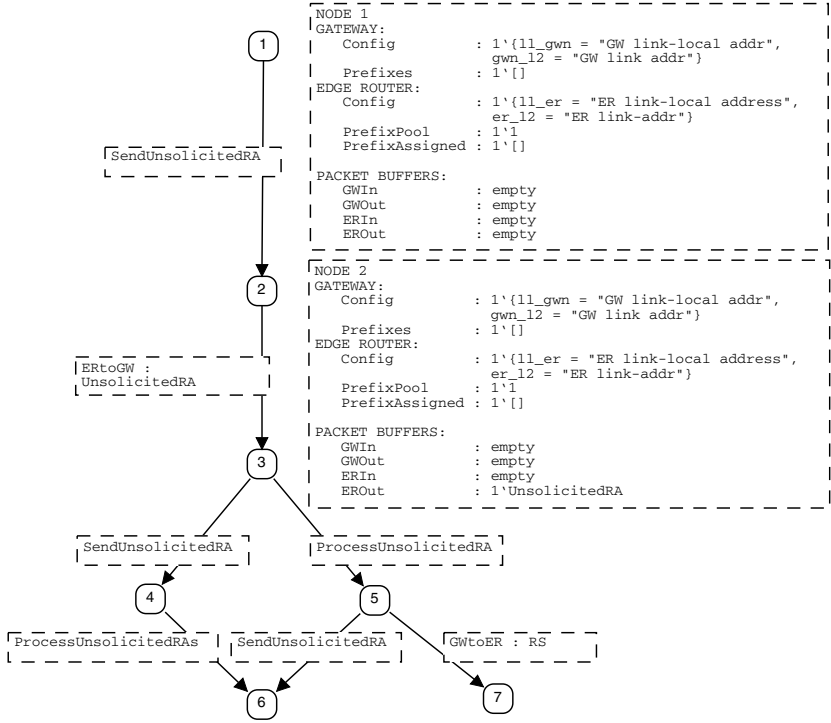 1
NODE 1
GATEWAY:
Config : 1`{ll_gwn = "GW link-local addr",
gwn_l2 = "GW link addr"}
Prefixes : 1`[]
EDGE ROUTER:
Config : 1`{ll_er = "ER link-local address",
er_l2 = "ER link-addr"}
PrefixPool : 1`1
PrefixAssigned : 1`[]
PACKET BUFFERS:
GWIn : empty
GWOut : empty
ERIn : empty
EROut : empty
SendUnsolicitedRA
2
NODE 2
GATEWAY:
Config : 1`{ll_gwn = "GW link-local addr",
gwn_l2 = "GW link addr"}
Prefixes : 1`[]
EDGE ROUTER:
Config : 1`{ll_er = "ER link-local address",
er_l2 = "ER link-addr"}
PrefixPool : 1`1
PrefixAssigned : 1`[]
PACKET BUFFERS:
GWIn : empty
GWOut : empty
ERIn : empty
EROut : 1`UnsolicitedRA
ERtoGW :
UnsolicitedRA
3
SendUnsolicitedRA
ProcessUnsolicitedRA
4
5
ProcessUnsolicitedRAs
SendUnsolicitedRA
GWtoER : RS
6
7